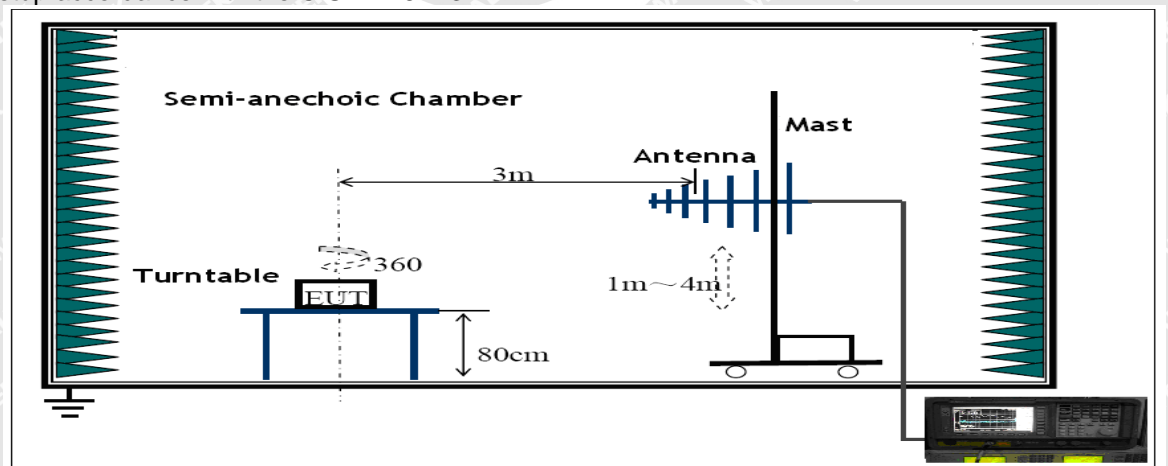 Semi-anechoic Chamber
Mast
Antenna
3m
360
Turntable
EUT
1m～4m
80cm